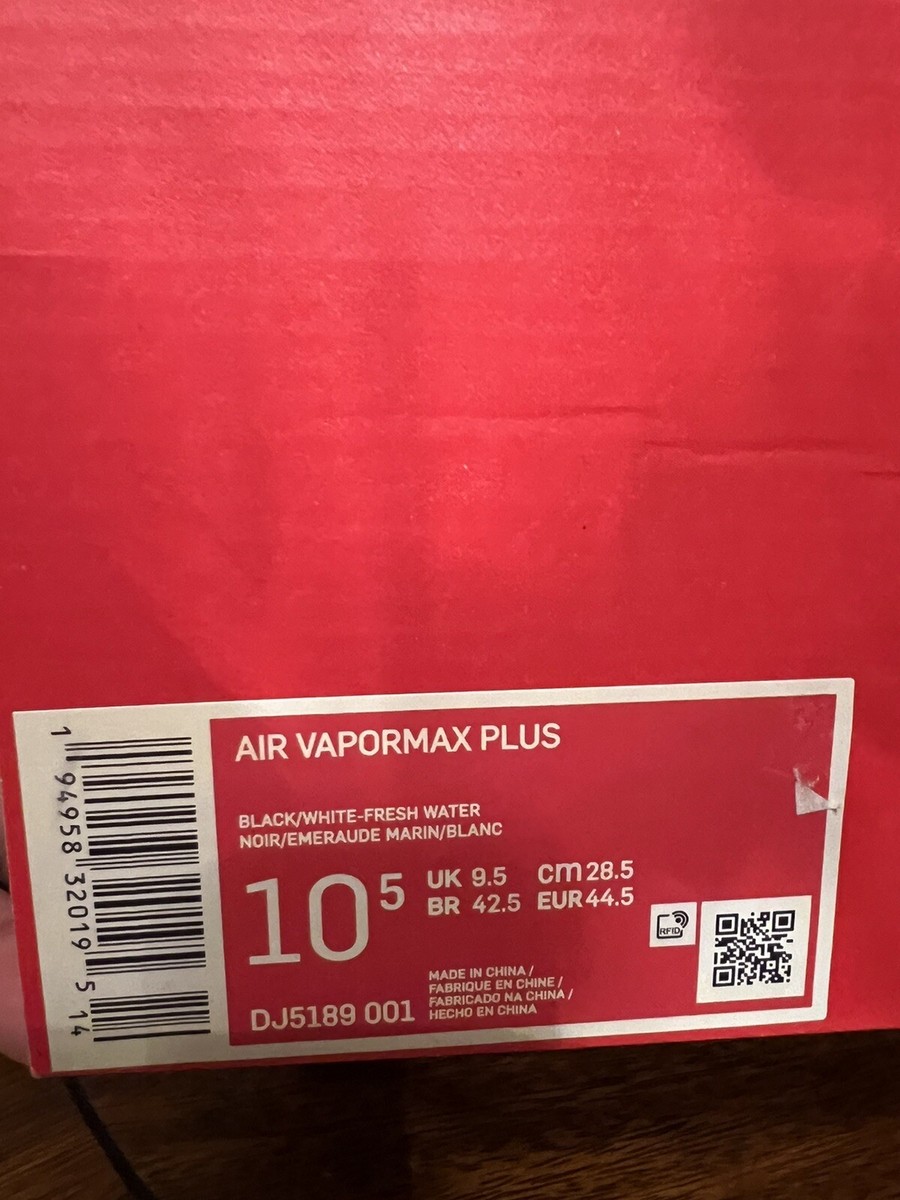 AIR VAPORMAX PLUS
BLACK/WHITE-FRESH WATER
NOIR/EMERAUDE MARIN/BLANC
10 5
UK 9.5 cm 28.5
BR 42.5 EUR 44.5
MADE IN CHINA /
FABRIQUE EN CHINE /
FABRICADO NA CHINA /
HECHO EN CHINA
DJ5189 001
RFID
1 94958 32019 5 14